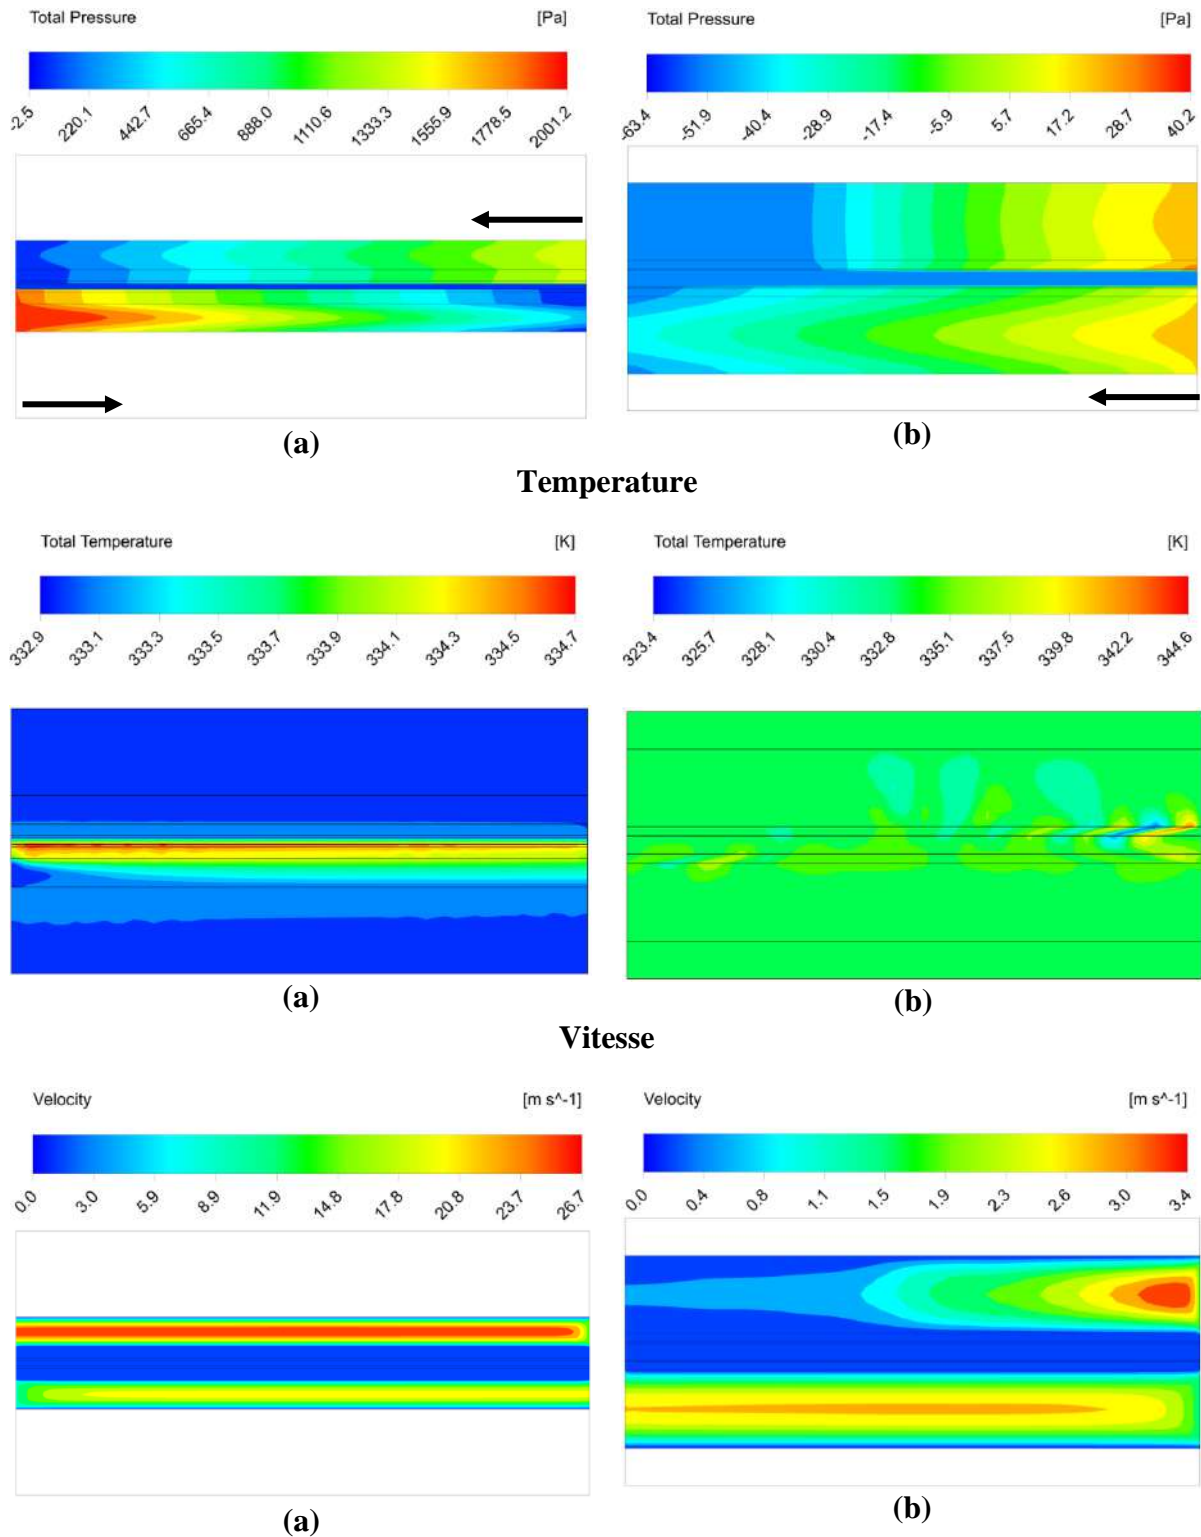 Total Pressure [Pa] Total Pressure [Pa]
-2.5 220.1 442.7 665.4 888.0 1110.6 1333.3 1555.9 1778.5 2001.2 -63.4 -51.9 -40.4 -28.9 -17.4 -5.9 5.7 17.2 28.7 40.2
(a) (b)
Temperature
Total Temperature [K] Total Temperature [K]
332.9 333.1 333.3 333.5 333.7 333.9 334.1 334.3 334.5 334.7 323.4 325.7 328.1 330.4 332.8 335.1 337.5 339.8 342.2 344.6
(a) (b)
Vitesse
Velocity [m s^-1] Velocity [m s^-1]
0.0 3.0 5.9 8.9 11.9 14.8 17.8 20.8 23.7 26.7 0.0 0.4 0.8 1.1 1.5 1.9 2.3 2.6 3.0 3.4
(a) (b)